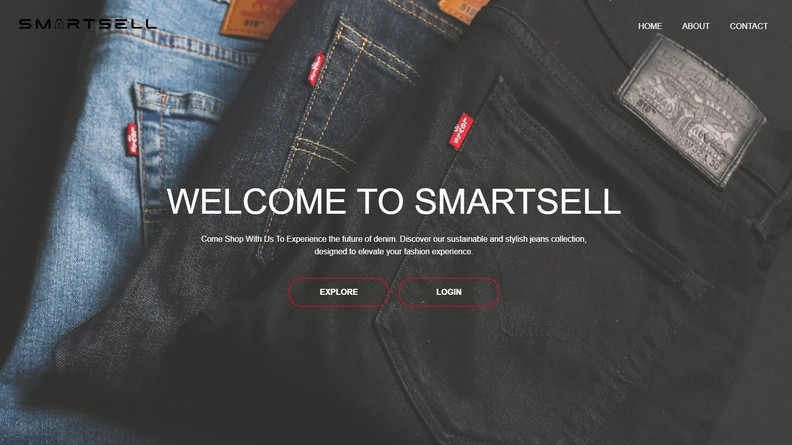 SMARTSELL
HOME ABOUT CONTACT
WELCOME TO SMARTSELL
Come Shop With Us To Experience the future of denim. Discover our sustainable and stylish jeans collection,
designed to elevate your fashion experience.
EXPLORE LOGIN